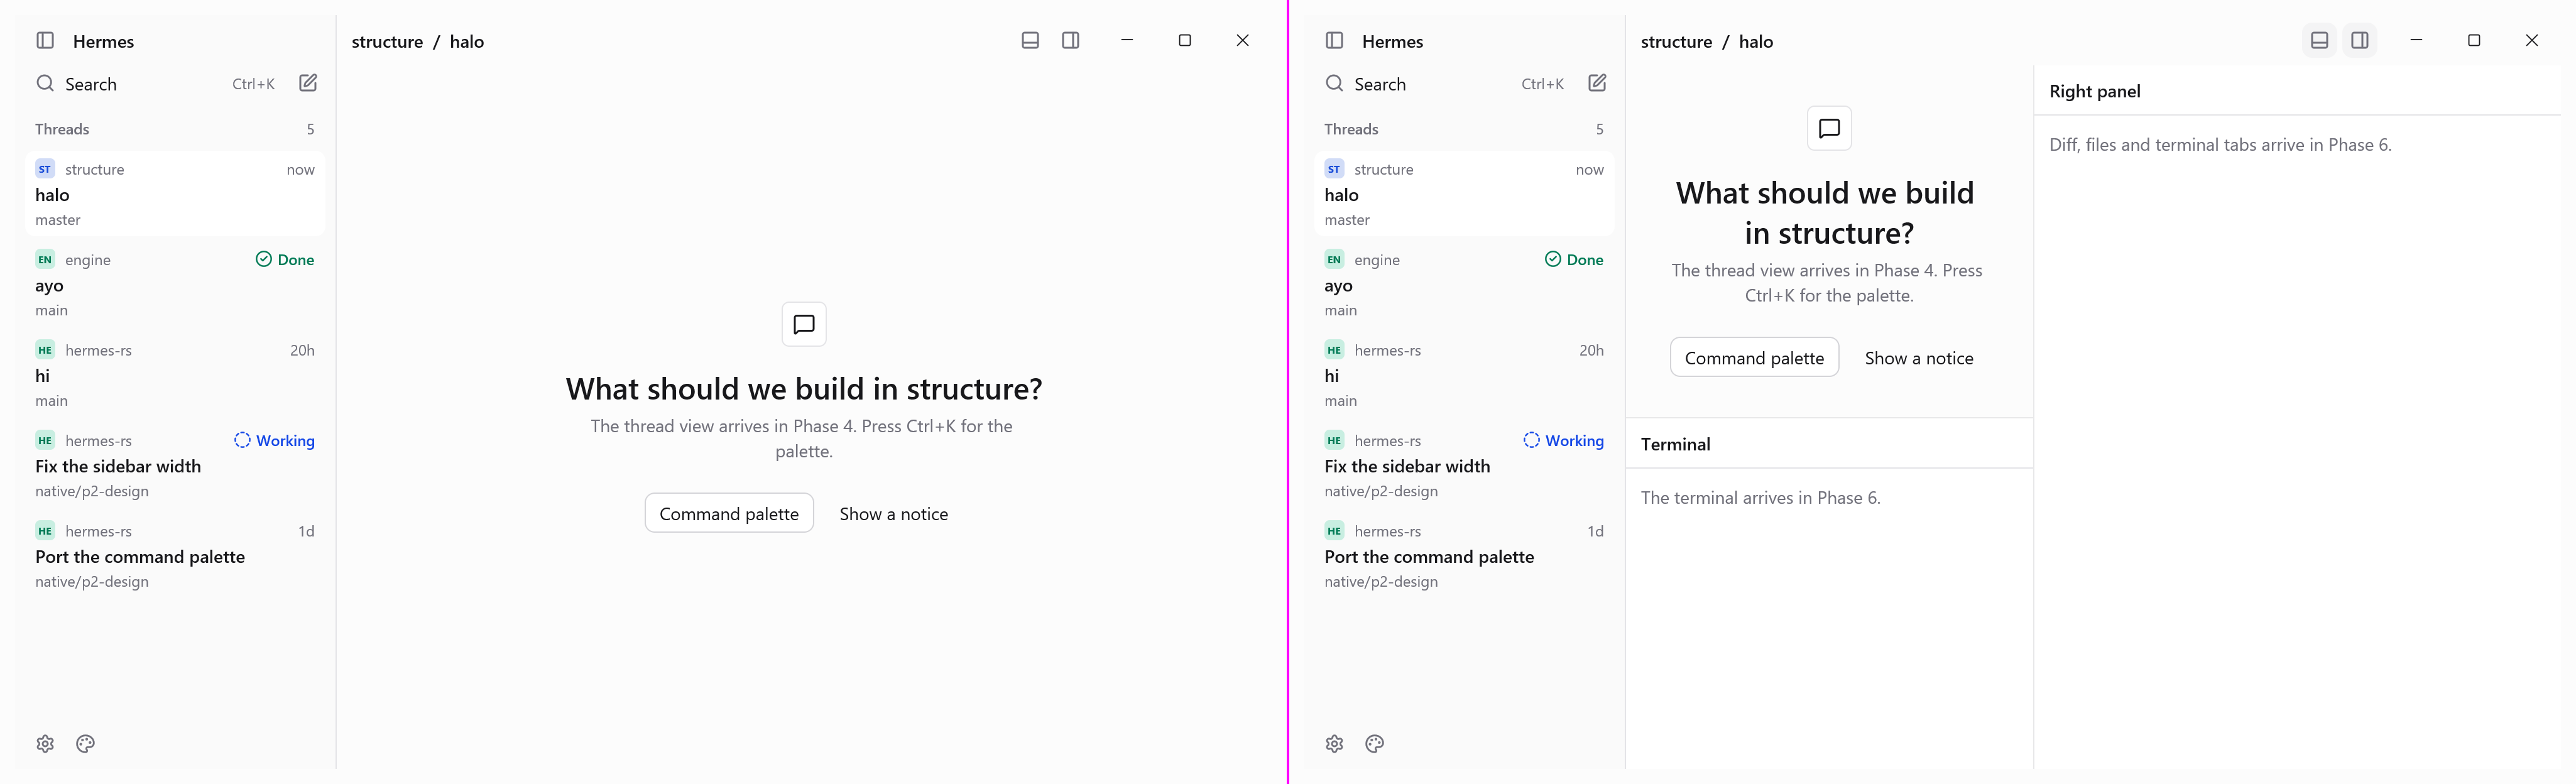 Hermes
Search Ctrl+K
Threads 5
ST structure now
halo
master
EN engine Done
ayo
main
HE hermes-rs 20h
hi
main
HE hermes-rs Working
Fix the sidebar width
native/p2-design
HE hermes-rs 1d
Port the command palette
native/p2-design
structure / halo
What should we build in structure?
The thread view arrives in Phase 4. Press Ctrl+K for the
palette.
Command palette Show a notice
Hermes
Search Ctrl+K
Threads 5
ST structure now
halo
master
EN engine Done
ayo
main
HE hermes-rs 20h
hi
main
HE hermes-rs Working
Fix the sidebar width
native/p2-design
HE hermes-rs 1d
Port the command palette
native/p2-design
structure / halo
What should we build
in structure?
The thread view arrives in Phase 4. Press
Ctrl+K for the palette.
Command palette Show a notice
Terminal
The terminal arrives in Phase 6.
Right panel
Diff, files and terminal tabs arrive in Phase 6.